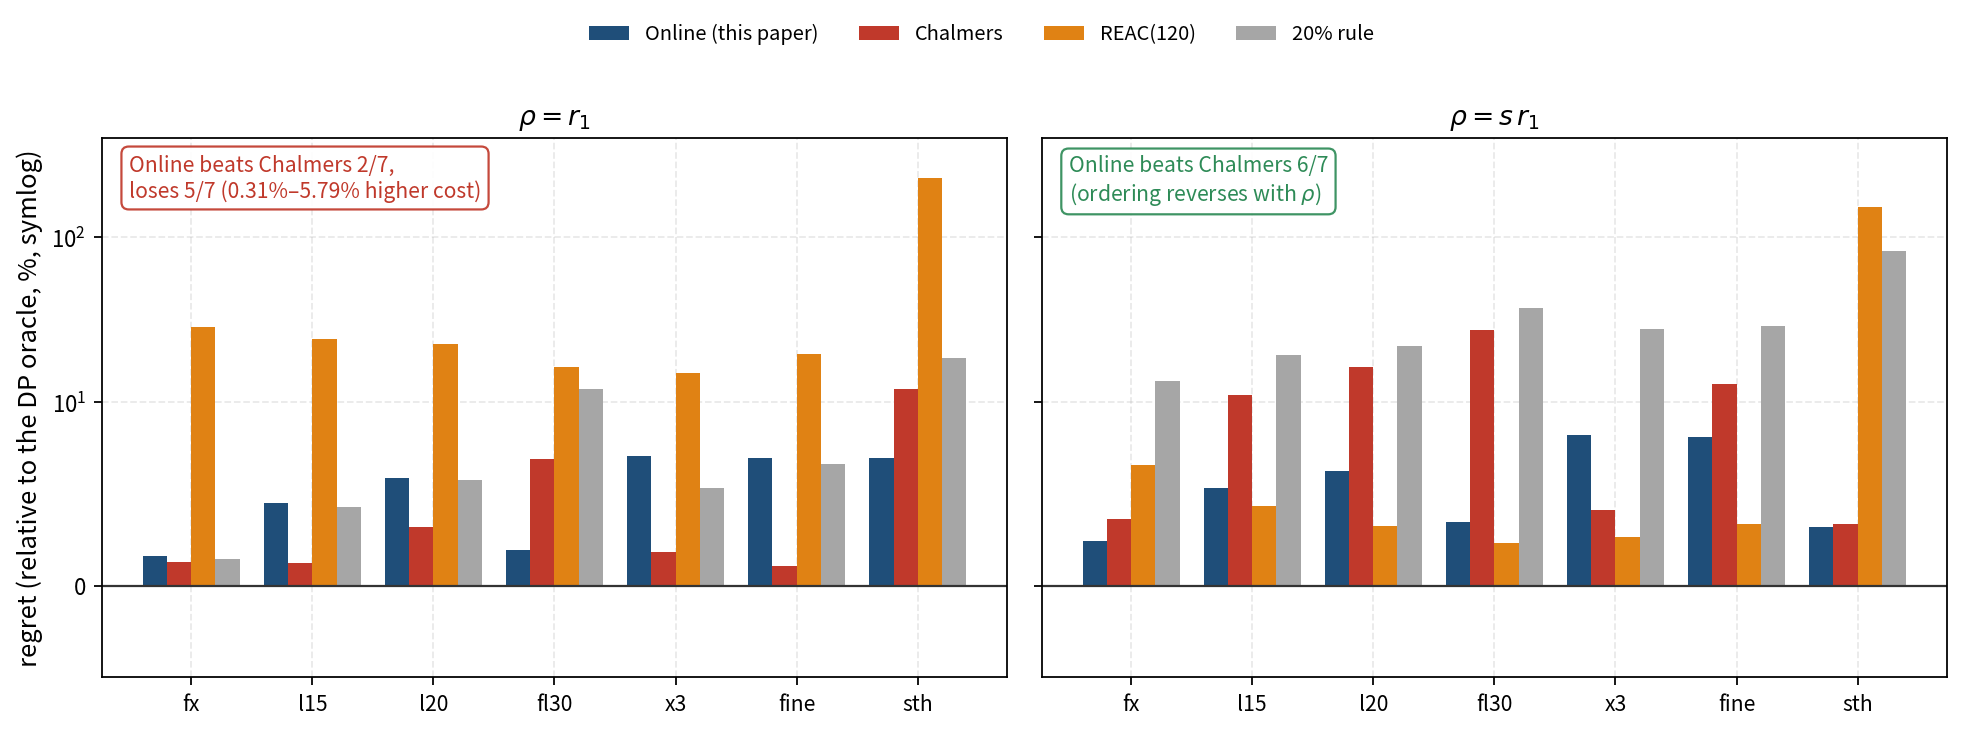 Online (this paper) Chalmers REAC(120) 20% rule
ρ = r₁
Online beats Chalmers 2/7,
loses 5/7 (0.31%–5.79% higher cost)
regret (relative to the DP oracle, %, symlog)
10²
10¹
0
fx l15 l20 fl30 x3 fine sth
ρ = s r₁
Online beats Chalmers 6/7
(ordering reverses with ρ)
fx l15 l20 fl30 x3 fine sth